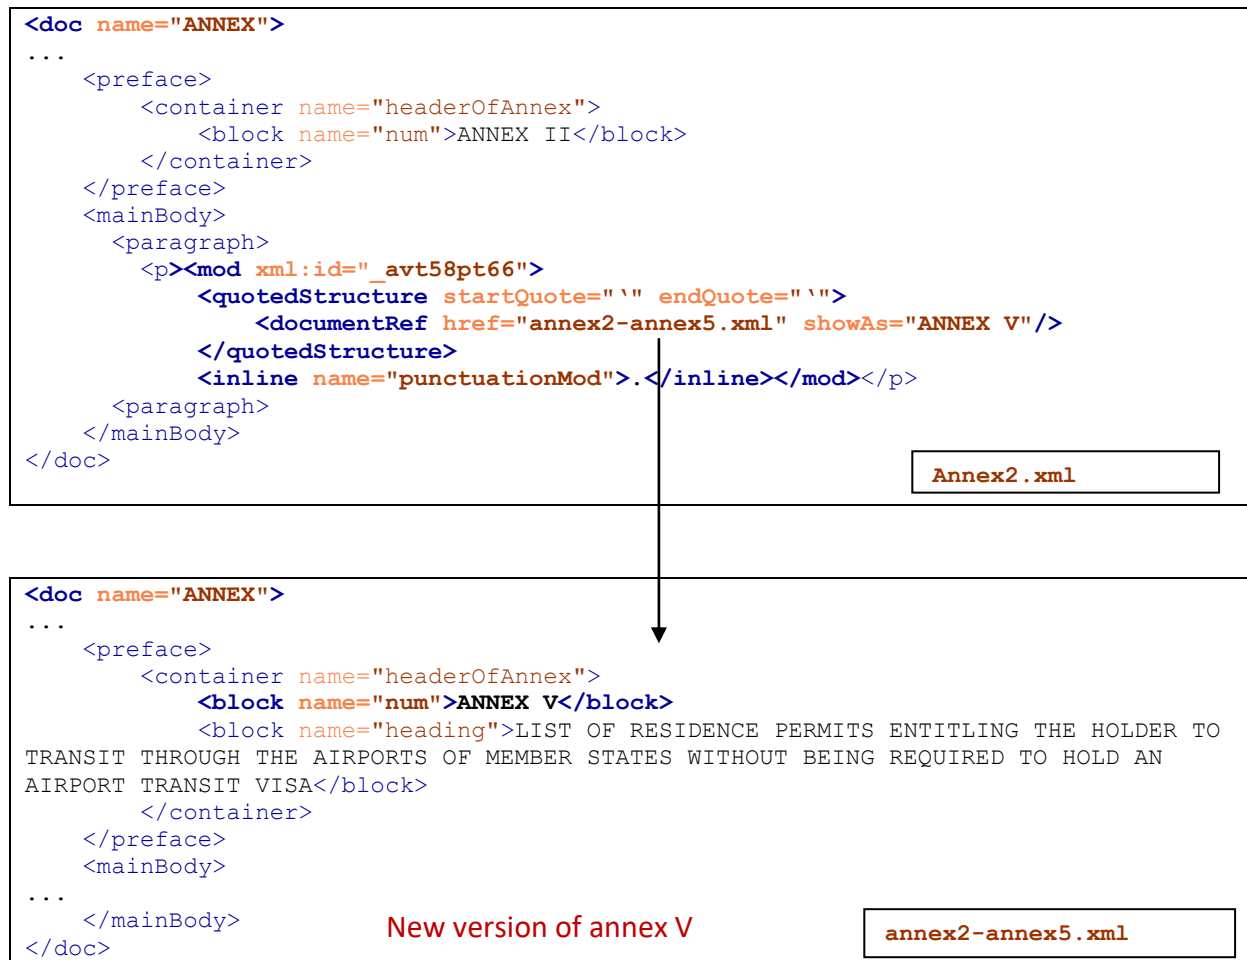 <doc name="ANNEX">
...
    <preface>
        <container name="headerOfAnnex">
            <block name="num">ANNEX II</block>
        </container>
    </preface>
    <mainBody>
      <paragraph>
        <p><mod xml:id="_avt58pt66">
            <quotedStructure startQuote="‘" endQuote="‘">
                <documentRef href="annex2-annex5.xml" showAs="ANNEX V"/>
            </quotedStructure>
            <inline name="punctuationMod">.</inline></mod></p>
      <paragraph>
    </mainBody>
</doc>
Annex2.xml
<doc name="ANNEX">
...
    <preface>
        <container name="headerOfAnnex">
            <block name="num">ANNEX V</block>
            <block name="heading">LIST OF RESIDENCE PERMITS ENTITLING THE HOLDER TO
TRANSIT THROUGH THE AIRPORTS OF MEMBER STATES WITHOUT BEING REQUIRED TO HOLD AN
AIRPORT TRANSIT VISA</block>
        </container>
    </preface>
    <mainBody>
...
    </mainBody>
New version of annex V
</doc>
annex2-annex5.xml